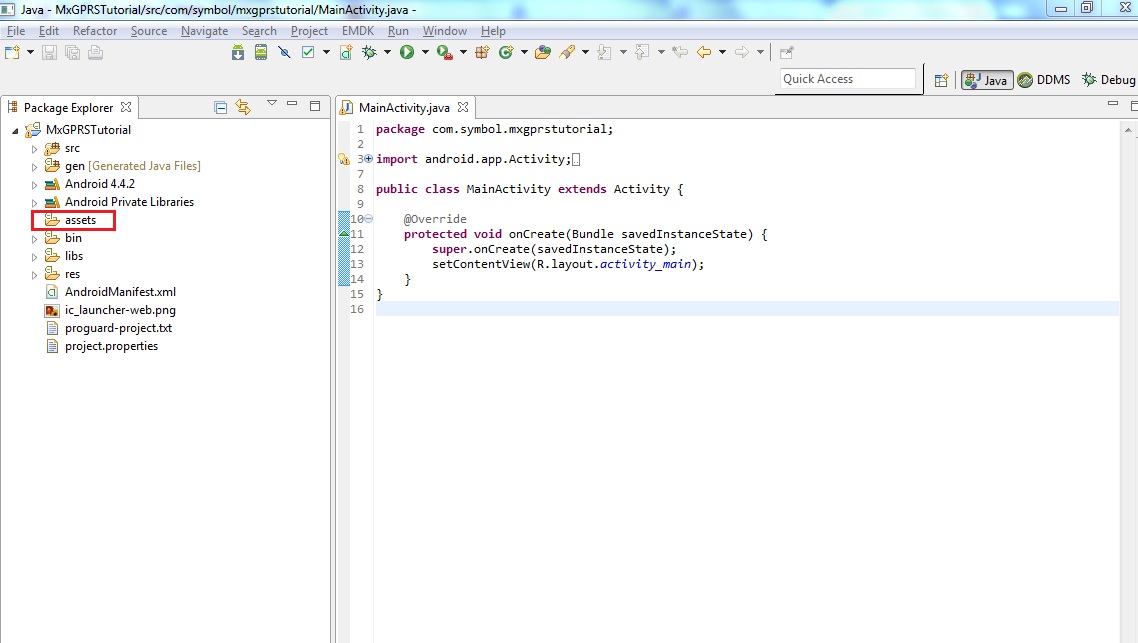 Java - MxGPRSTutorial/src/com/symbol/mxgprstutorial/MainActivity.java -
File Edit Refactor Source Navigate Search Project EMDK Run Window Help
Quick Access
Java
DDMS
Debug
Package Explorer
MxGPRSTutorial
src
gen [Generated Java Files]
Android 4.4.2
Android Private Libraries
assets
bin
libs
res
AndroidManifest.xml
ic_launcher-web.png
proguard-project.txt
project.properties
MainActivity.java
1 package com.symbol.mxgprstutorial;
2
3 import android.app.Activity;
7
8 public class MainActivity extends Activity {
9
10 @Override
11 protected void onCreate(Bundle savedInstanceState) {
12 super.onCreate(savedInstanceState);
13 setContentView(R.layout.activity_main);
14 }
15 }
16